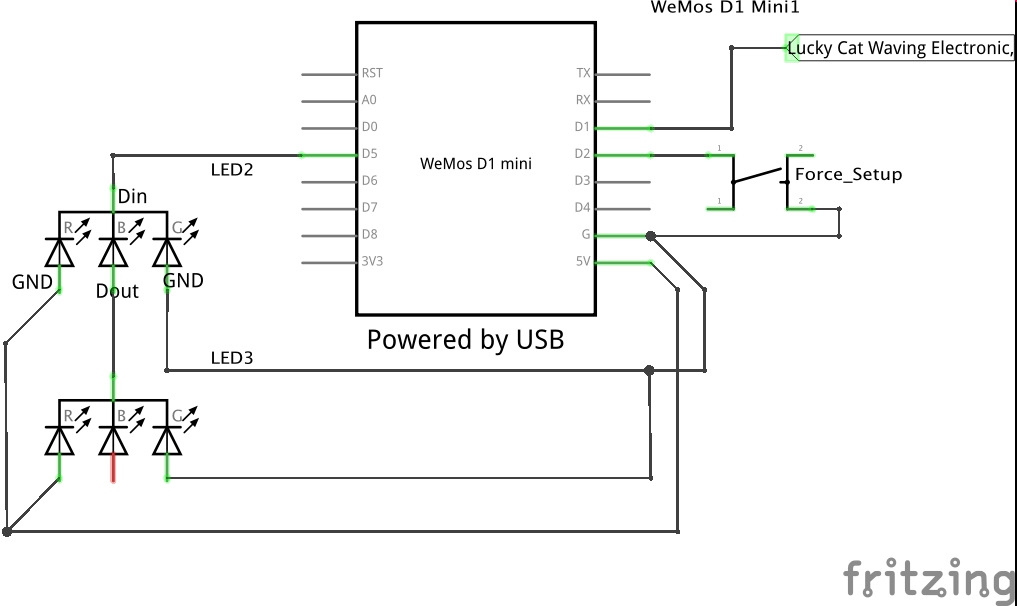 WeMos D1 Mini1
Lucky Cat Waving Electronic,
RST
TX
A0
RX
D0
D1
D5
D2
WeMos D1 mini
1
2
Force_Setup
LED2
D6
D3
Din
D7
D4
1
2
R
B
G
D8
G
3V3
5V
GND
GND
Dout
Powered by USB
LED3
R
B
G
fritzing